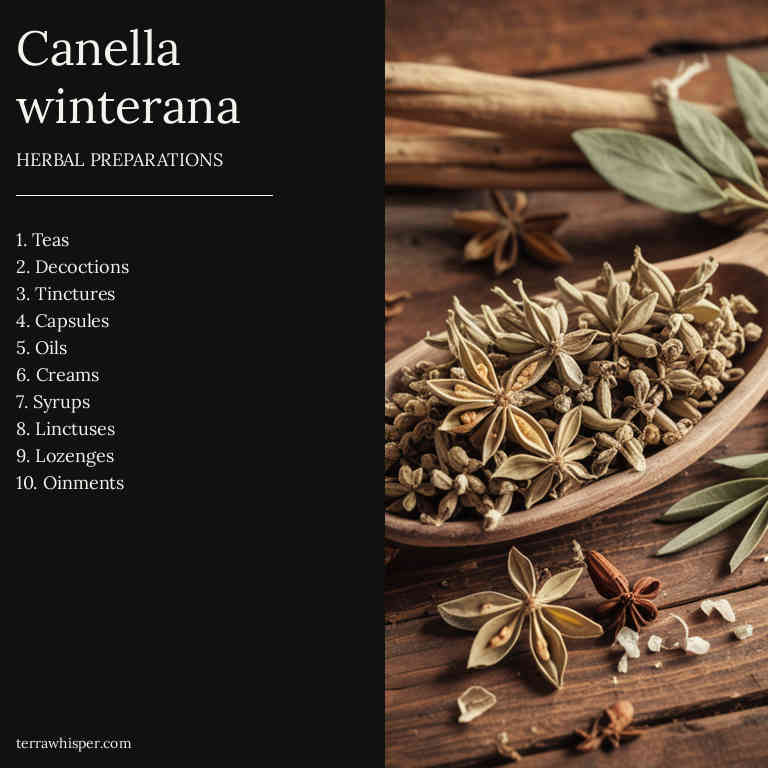 Canella
winterana
HERBAL PREPARATIONS
1. Teas
2. Decoctions
3. Tinctures
4. Capsules
5. Oils
6. Creams
7. Syrups
8. Linctuses
9. Lozenges
10. Oinments
terrawhisper.com